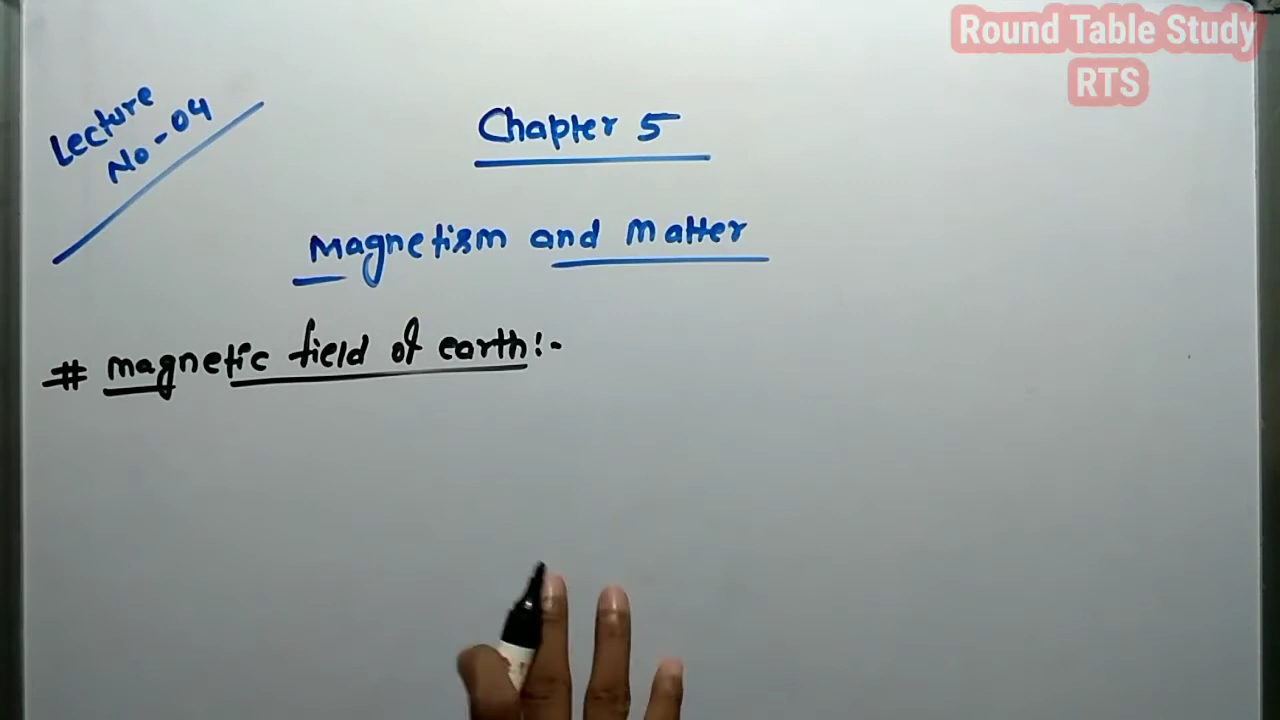 Round Table Study
RTS
Lecture
No-04
Chapter 5
Magnetism and Matter
# magnetic field of earth:-